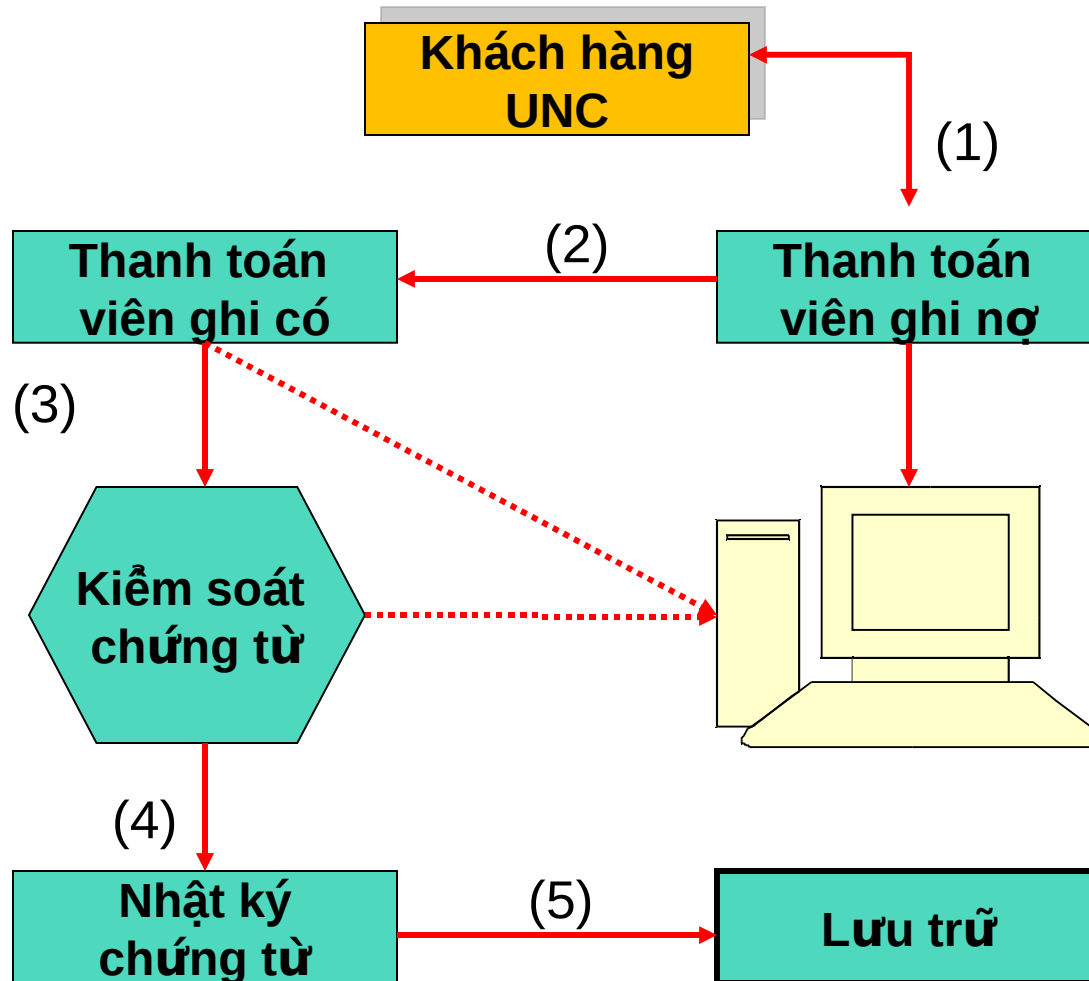 Khách hàng
UNC
(1)
(2)
Thanh toán
viên ghi có
Thanh toán
viên ghi nợ
(3)
Kiểm soát
chứng từ
(4)
Nhật ký
chứng từ
(5)
Lưu trữ